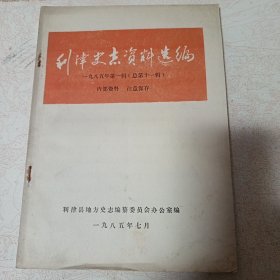 利津史志资料选编
一九八五年第一辑（总第十一辑）
内部资料　注意保存
利津县地方史志编纂委员会办公室编
一九八五年七月